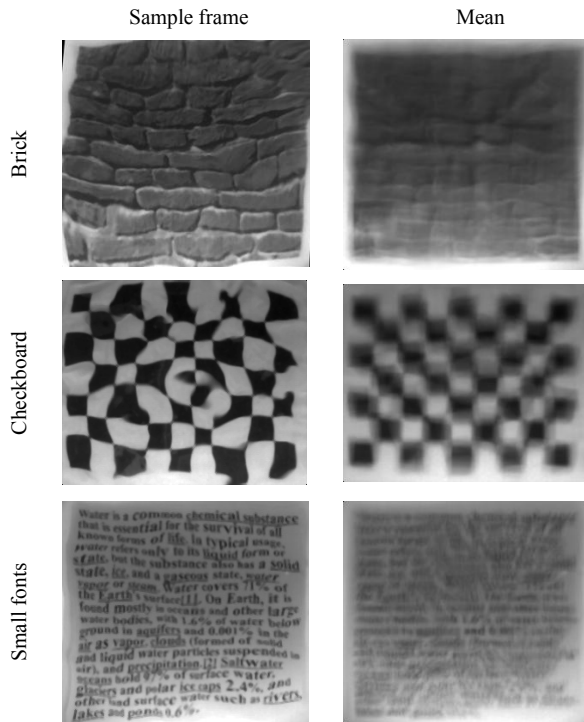 Sample frame
Mean
Brick
Checkboard
Small fonts
Water is a common chemical substance
that is essential for the survival of all
known forms of life. In typical usage,
water refers only to its liquid form or
state, but the substance also has a solid
state, ice, and a gaseous state, water
vapor or steam. Water covers 71% of
the Earth's surface[1]. On Earth, it is
found mostly in oceans and other large
water bodies, with 1.6% of water below
ground in aquifers and 0.001% in the
air as vapor, clouds (formed of solid
and liquid water particles suspended in
air), and precipitation.[2] Saltwater
oceans hold 97% of surface water,
glaciers and polar ice caps 2.4%, and
other land surface water such as rivers,
lakes and ponds 0.6%.